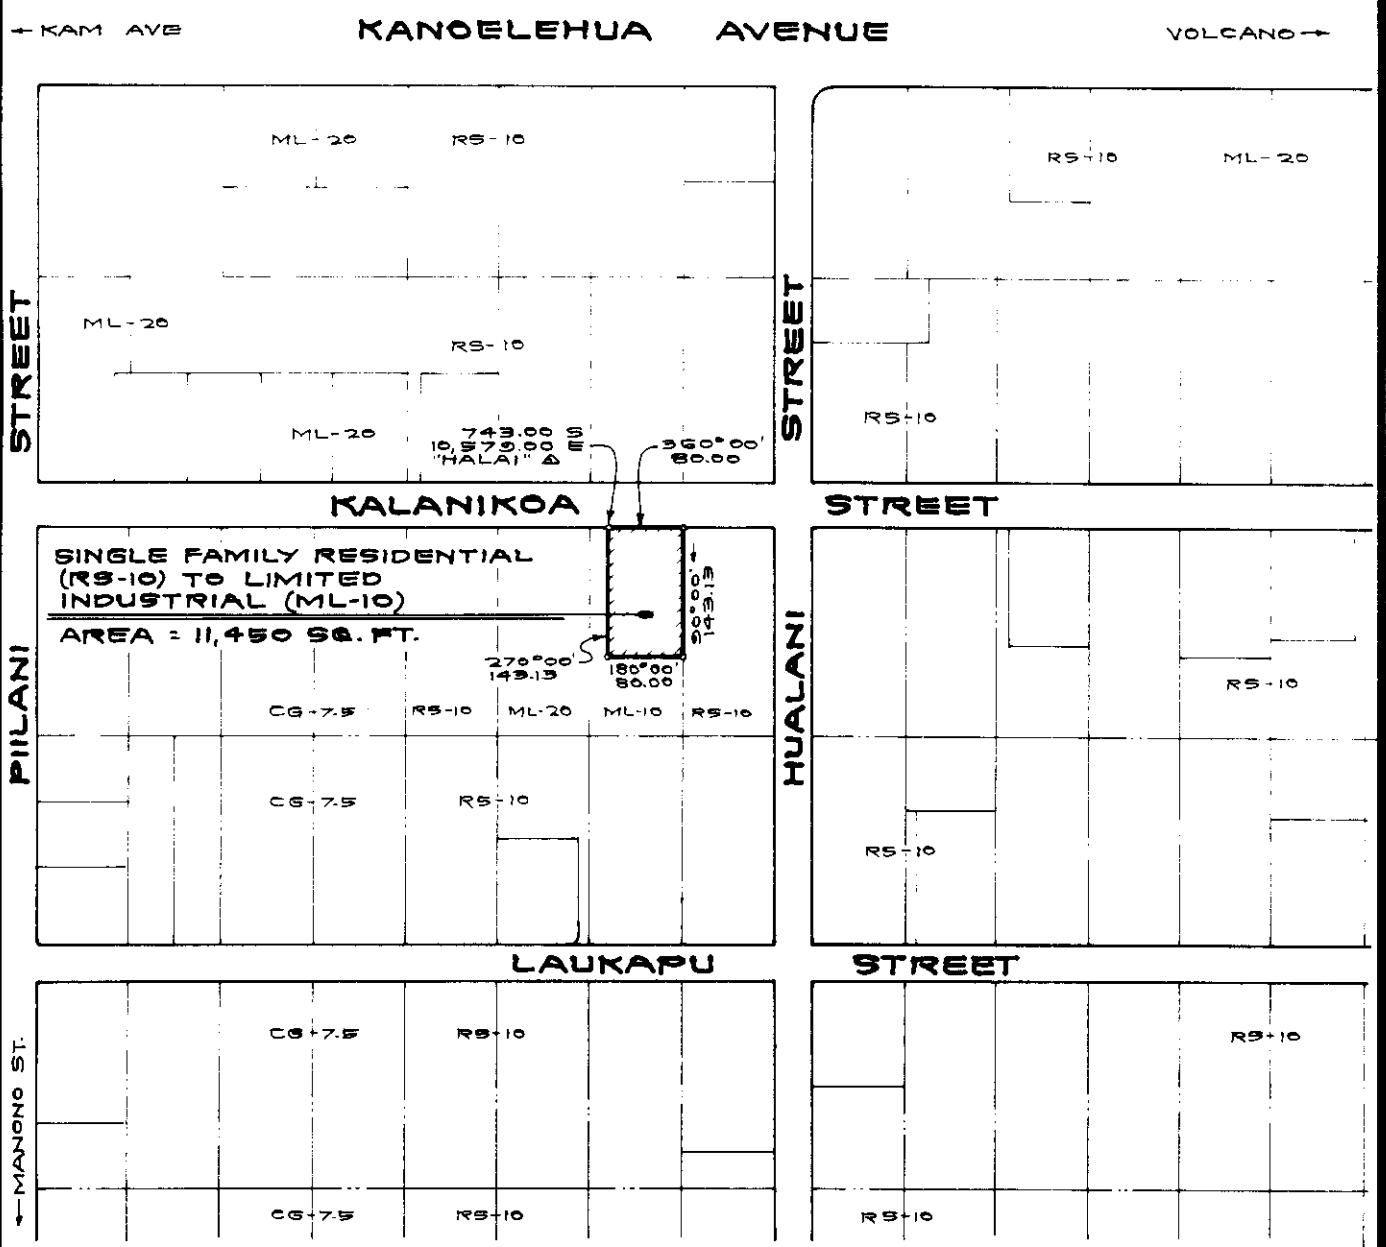 ← KAM AVE
KANOELEHUA AVENUE
VOLCANO →
ML-20
RS-10
RS-10
ML-20
STREET
STREET
ML-20
RS-10
RS-10
ML-20
743.00 S
10,579.00 E
"HALAI" △
360°00'
80.00
KALANIKOA STREET
SINGLE FAMILY RESIDENTIAL
(RS-10) TO LIMITED
INDUSTRIAL (ML-10)
AREA = 11,450 SQ. FT.
90°00'
143.13
270°00'
143.13
180°00'
80.00
PIILANI
HUALANI
CG-7.5
RS-10
ML-20
ML-10
RS-10
RS-10
CG-7.5
RS-10
RS-10
LAUKAPU STREET
CG-7.5
RS-10
RS-10
← MANONO ST.
CG-7.5
RS-10
RS-10